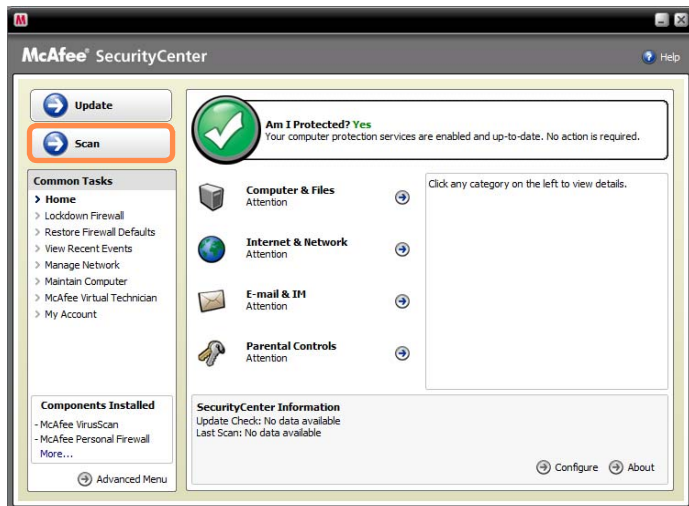 McAfee® SecurityCenter
Help
Update
Scan
Common Tasks
> Home
> Lockdown Firewall
> Restore Firewall Defaults
> View Recent Events
> Manage Network
> Maintain Computer
> McAfee Virtual Technician
> My Account
Components Installed
- McAfee VirusScan
- McAfee Personal Firewall
More...
Advanced Menu
Am I Protected? Yes
Your computer protection services are enabled and up-to-date. No action is required.
Computer & Files
Attention
Internet & Network
Attention
E-mail & IM
Attention
Parental Controls
Attention
Click any category on the left to view details.
SecurityCenter Information
Update Check: No data available
Last Scan: No data available
Configure
About